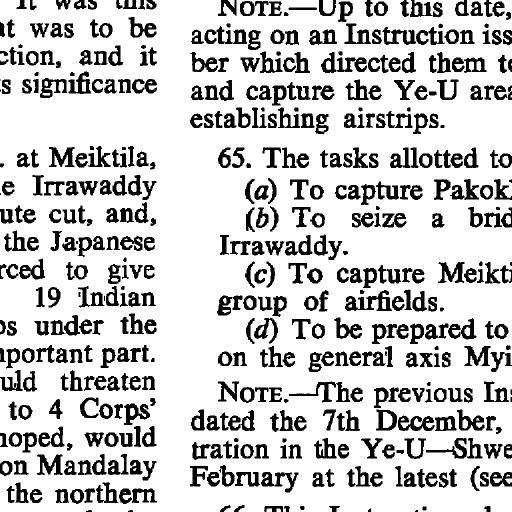 It was this
at was to be
ction, and it
s significance
. at Meiktila,
e Irrawaddy
ute cut, and,
the Japanese
rced to give
19 Indian
ps under the
nportant part.
uld threaten
to 4 Corps'
hoped, would
on Mandalay
the northern
NOTE.—Up to this date,
acting on an Instruction iss
ber which directed them to
and capture the Ye-U area
establishing airstrips.
65. The tasks allotted to
(a) To capture Pakok
(b) To seize a brid
Irrawaddy.
(c) To capture Meikti
group of airfields.
(d) To be prepared to
on the general axis Myi
NOTE.—The previous Ins
dated the 7th December,
tration in the Ye-U—Shwe
February at the latest (see
66. This Instruction